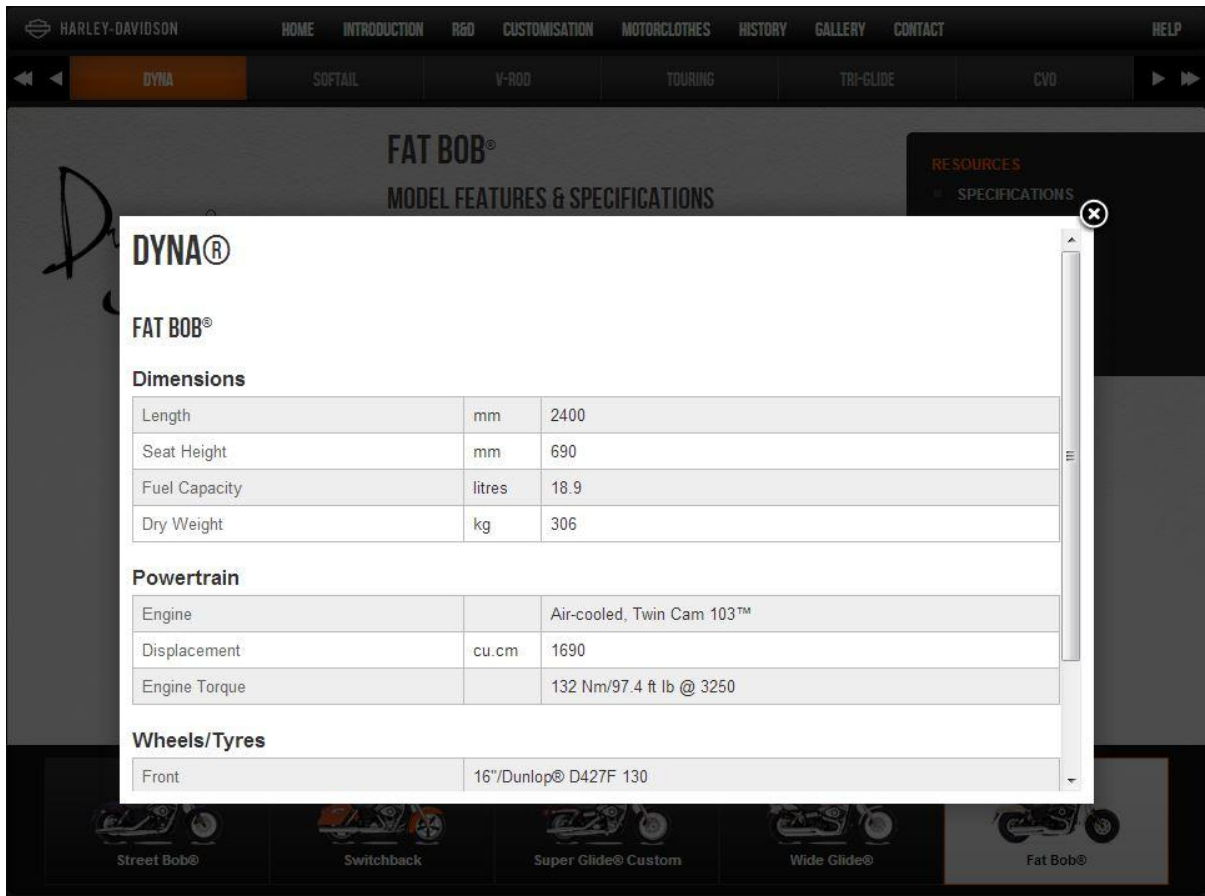 HARLEY-DAVIDSON HOME INTRODUCTION R&D CUSTOMISATION MOTORCLOTHES HISTORY GALLERY CONTACT HELP
DYNA SOFTAIL V-ROD TOURING TRI-GLIDE CVO
FAT BOB®
MODEL FEATURES & SPECIFICATIONS
RESOURCES
SPECIFICATIONS
DYNA®
FAT BOB®
Dimensions
Length mm 2400
Seat Height mm 690
Fuel Capacity litres 18.9
Dry Weight kg 306
Powertrain
Engine Air-cooled, Twin Cam 103™
Displacement cu.cm 1690
Engine Torque 132 Nm/97.4 ft lb @ 3250
Wheels/Tyres
Front 16"/Dunlop® D427F 130
Street Bob® Switchback Super Glide® Custom Wide Glide® Fat Bob®